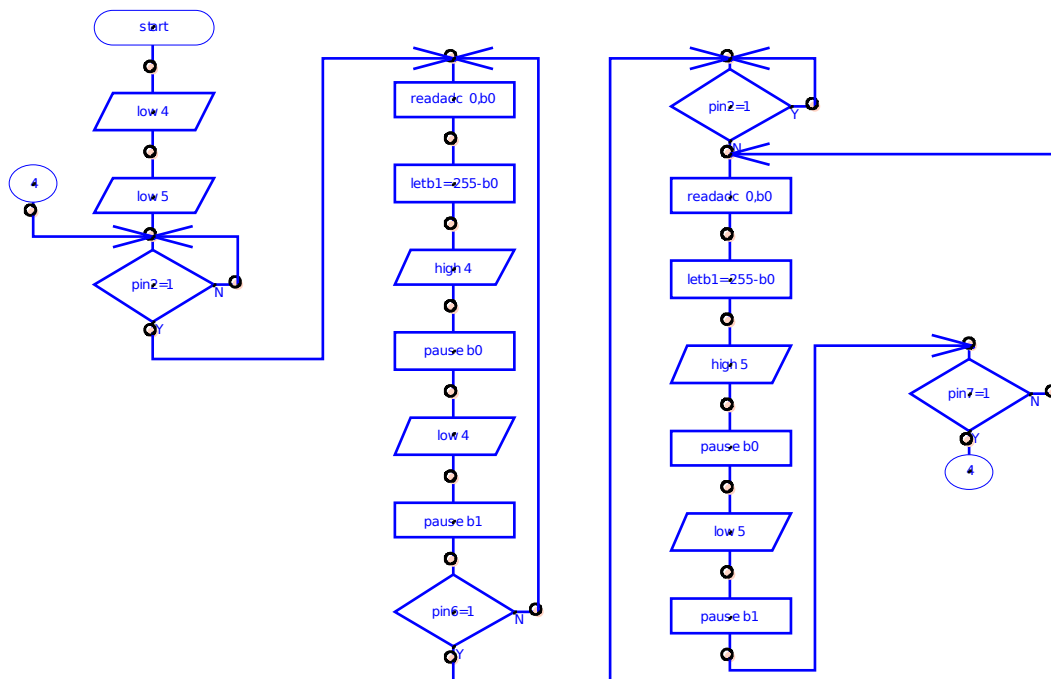 start
low 4
low 5
4
pin2=1
N
Y
readadc 0,b0
letb1=255-b0
high 4
pause b0
low 4
pause b1
pin6=1
N
Y
pin2=1
Y
N
readadc 0,b0
letb1=255-b0
high 5
pause b0
low 5
pause b1
pin7=1
N
Y
4